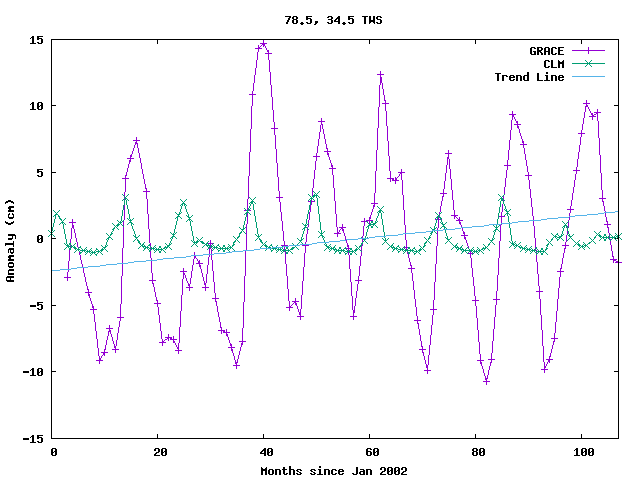 78.5, 34.5 TWS
GRACE
CLM
Trend Line
15
10
5
0
-5
-10
-15
Anomaly (cm)
0 20 40 60 80 100
Months since Jan 2002